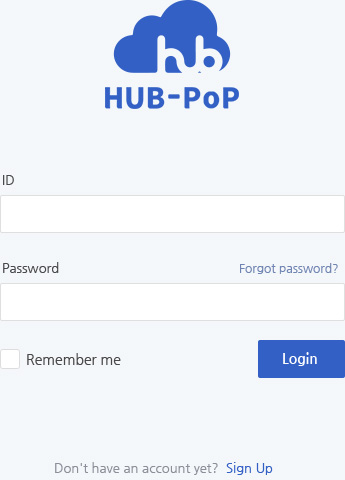 hub
HUB-PoP
ID
Password
Forgot password?
Remember me
Login
Don't have an account yet? Sign Up